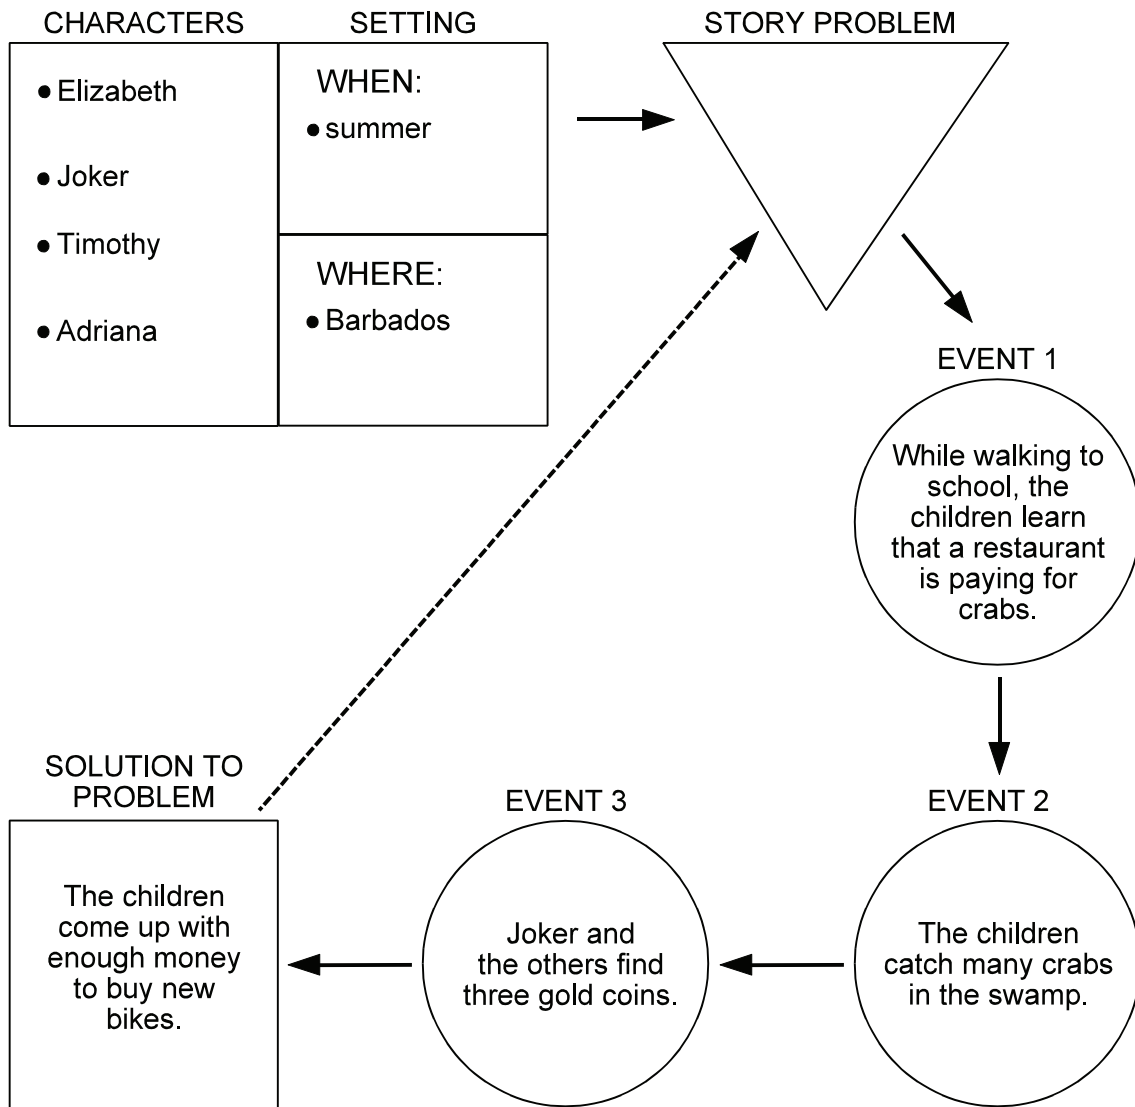 CHARACTERS
• Elizabeth
• Joker
• Timothy
• Adriana
SETTING
WHEN:
• summer
WHERE:
• Barbados
STORY PROBLEM
EVENT 1
While walking to
school, the
children learn
that a restaurant
is paying for
crabs.
EVENT 2
The children
catch many crabs
in the swamp.
EVENT 3
Joker and
the others find
three gold coins.
SOLUTION TO
PROBLEM
The children
come up with
enough money
to buy new
bikes.